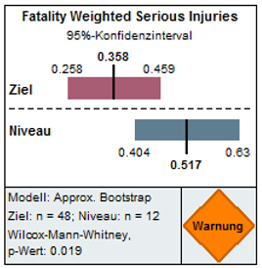 Fatality Weighted Serious Injuries
95%-Konfidenzinterval
0.358
0.258 0.459
Ziel
Niveau
0.404 0.63
0.517
Modell: Approx. Bootstrap
Ziel: n = 48; Niveau: n = 12
Wilcox-Mann-Whitney,
p-Wert: 0.019
Warnung